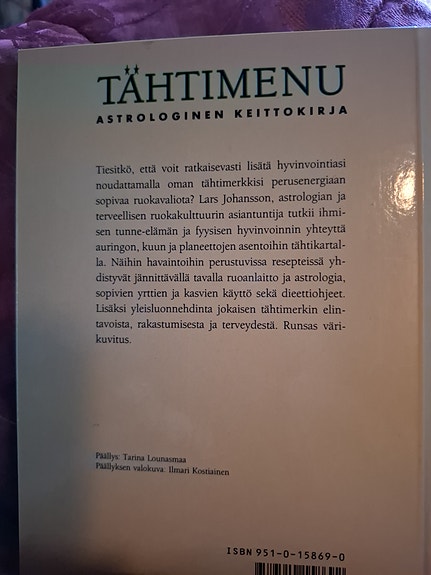 TÄHTIMENU
ASTROLOGINEN KEITTOKIRJA
Tiesitkö, että voit ratkaisevasti lisätä hyvinvointiasi
noudattamalla oman tähtimerkkisi perusenergiaan
sopivaa ruokavaliota? Lars Johansson, astrologian ja
terveellisen ruokakulttuurin asiantuntija tutkii ihmi-
sen tunne-elämän ja fyysisen hyvinvoinnin yhteyttä
auringon, kuun ja planeettojen asentoihin tähtikartal-
la. Näihin havaintoihin perustuvissa resepteissä yh-
distyvät jännittävällä tavalla ruoanlaitto ja astrologia,
sopivien yrttien ja kasvien käyttö sekä dieettiohjeet.
Lisäksi yleisluonnehdinta jokaisen tähtimerkin elin-
tavoista, rakastumisesta ja terveydestä. Runsas väri-
kuvitus.
Päällys: Tarina Lounasmaa
Päällyksen valokuva: Ilmari Kostiainen
ISBN 951-0-15869-0